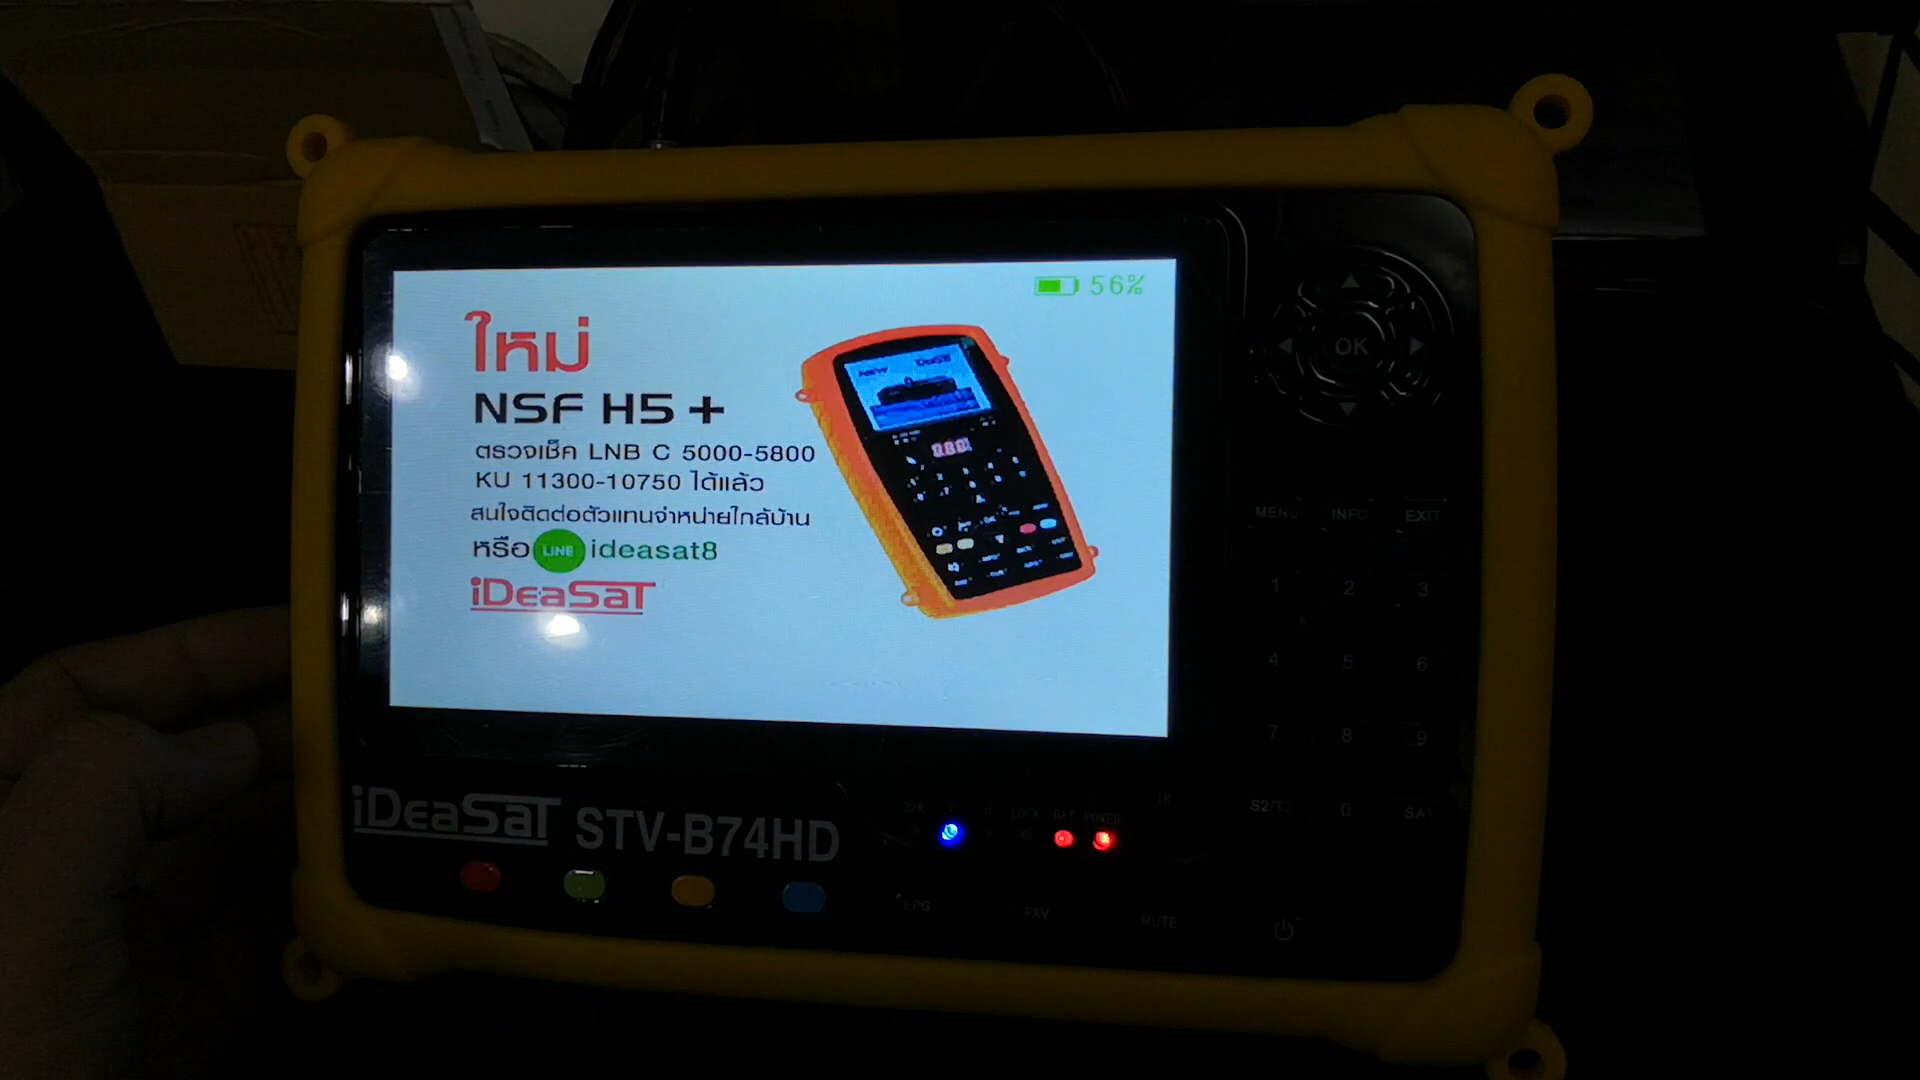 56%
ใหม่
NSF H5 +
ตรวจเช็ค LNB C 5000-5800
KU 11300-10750 ได้แล้ว
สนใจติดต่อตัวแทนจำหน่ายใกล้บ้าน
หรือ LINE ideasat8
iDeaSaT
OK
MENU INFO EXIT
1 2 3
4 5 6
7 8 9
S2/T2 0 SAT
22K V H LOCK BAT POWER IR
iDeaSaT STV-B74HD
EPG FAV MUTE